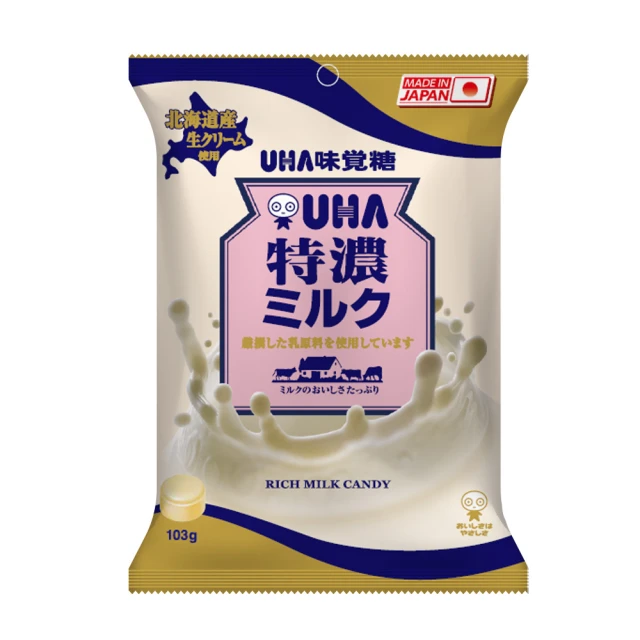 MADE IN
JAPAN
北海道産
生クリーム
使用
UHA味覚糖
UHA
特濃
ミルク
厳撰した乳原料を使用しています
ミルクのおいしさたっぷり
RICH MILK CANDY
おいしさは
やさしさ
103g